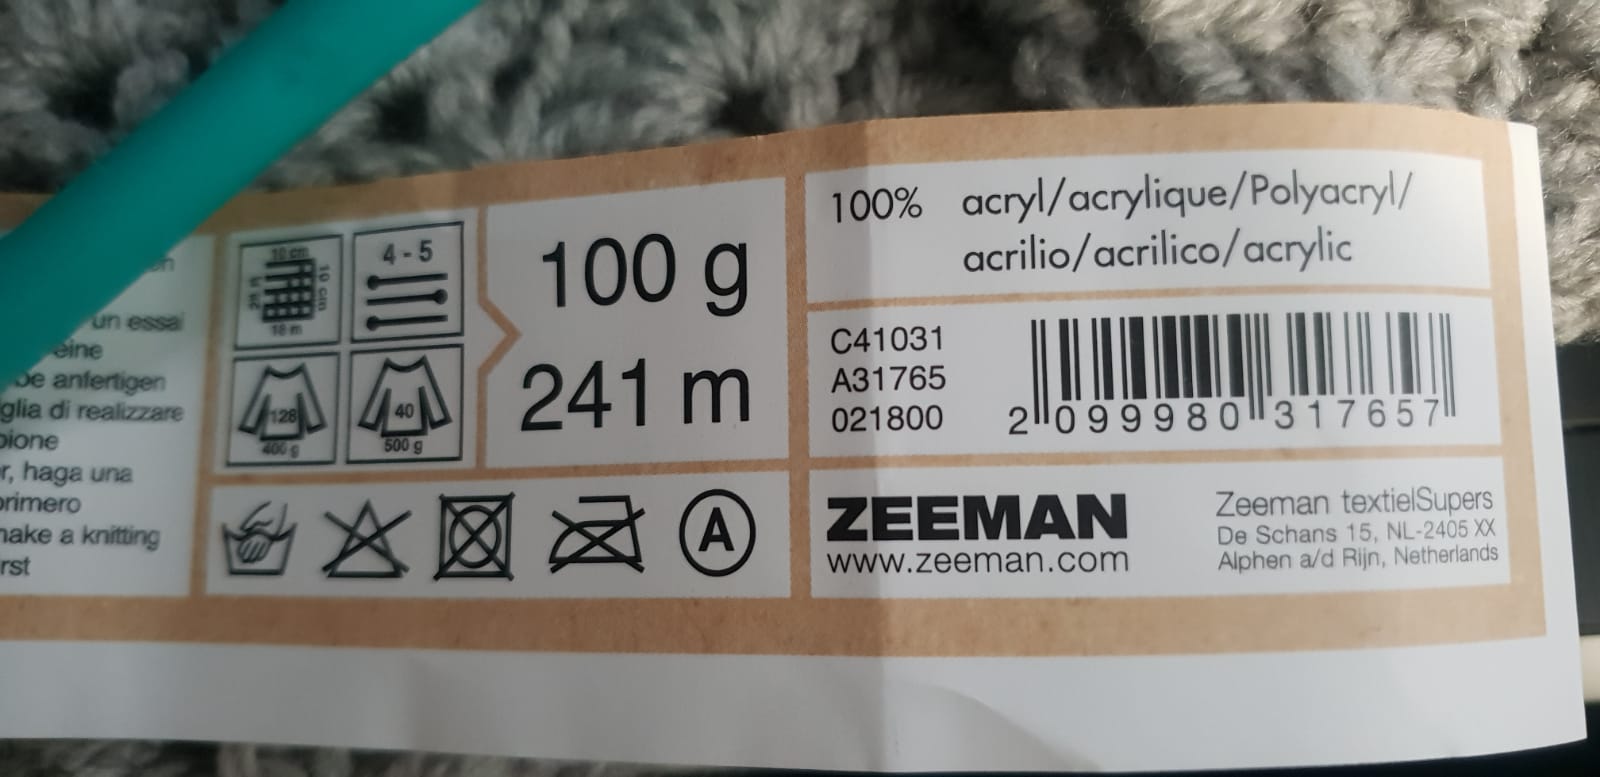 un essai
eine
be anfertigen
glia di realizzare
pione
r, haga una
primero
make a knitting
rst
10 cm
10 cm
18 m
4 - 5
128
400 g
40
500 g
100 g
241 m
A
100% acryl/acrylique/Polyacryl/
acrilio/acrilico/acrylic
C41031
A31765
021800
2 099980 317657
ZEEMAN
www.zeeman.com
Zeeman textielSupers
De Schans 15, NL-2405 XX
Alphen a/d Rijn, Netherlands